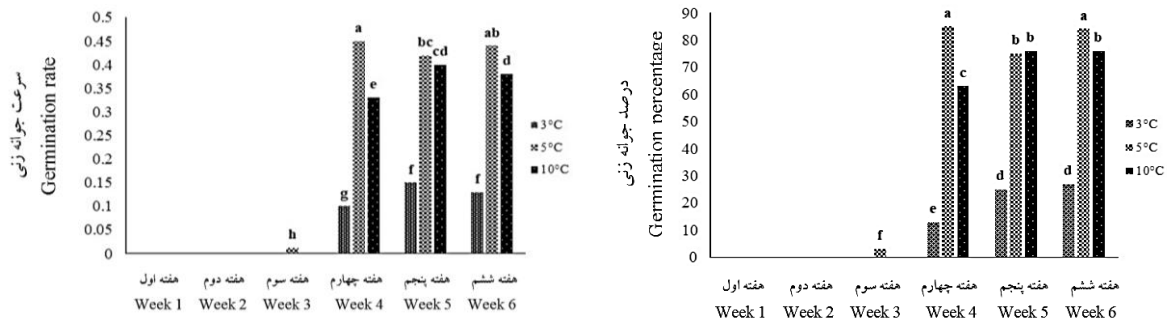 سرعت جوانه زنی
Germination rate
0.5
0.45
0.4
0.35
0.3
0.25
0.2
0.15
0.1
0.05
0
h
g
a
e
f
bc
cd
f
ab
d
3°C
5°C
10°C
هفته اول هفته دوم هفته سوم هفته چهارم هفته پنجم هفته ششم
Week 1 Week 2 Week 3 Week 4 Week 5 Week 6
درصد جوانه زنی
Germination percentage
90
80
70
60
50
40
30
20
10
0
f
e
a
c
d
b
b
d
a
b
3°C
5°C
10°C
هفته اول هفته دوم هفته سوم هفته چهارم هفته پنجم هفته ششم
Week 1 Week 2 Week 3 Week 4 Week 5 Week 6